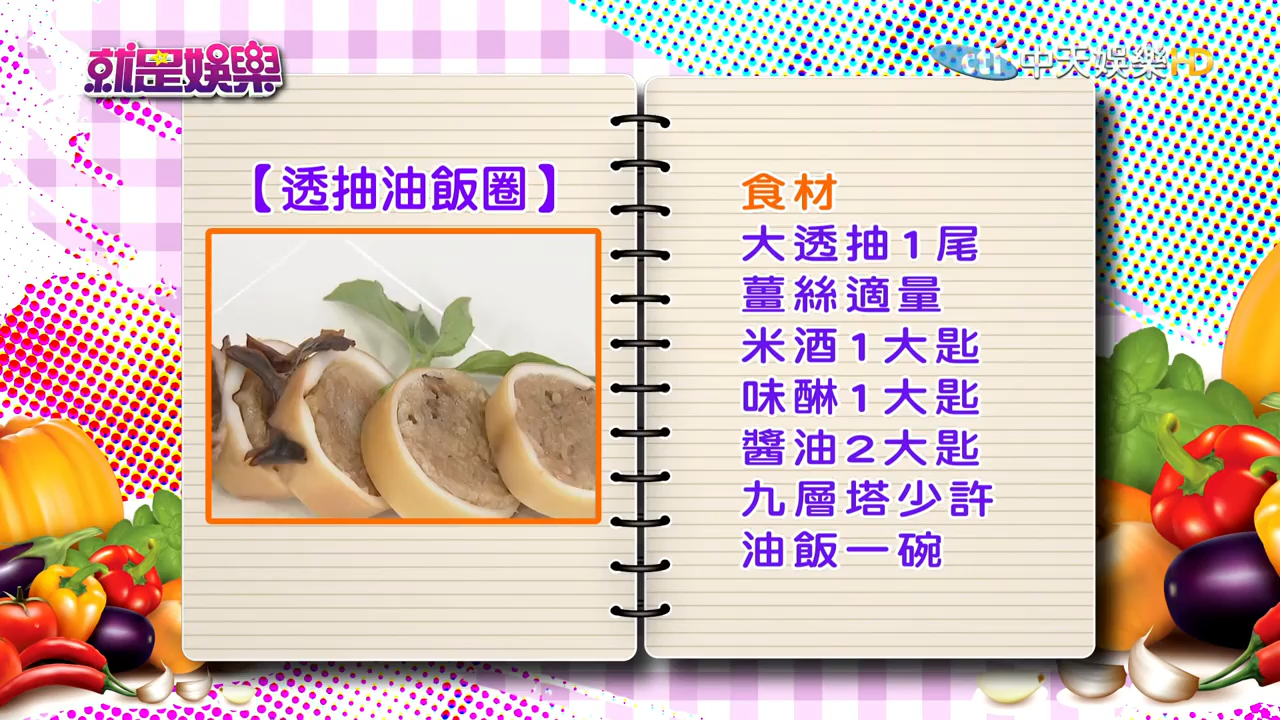 就是娛樂
cti 中天娛樂HD
【透抽油飯圈】
食材
大透抽1尾
薑絲適量
米酒1大匙
味醂1大匙
醬油2大匙
九層塔少許
油飯一碗